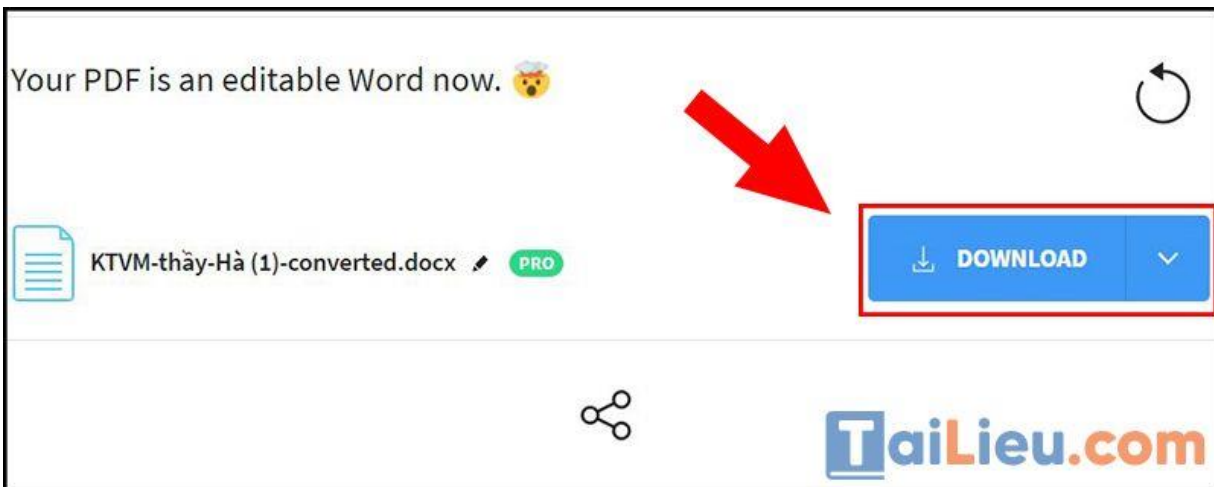 Your PDF is an editable Word now. 🤯
KTVM-thầy-Hà (1)-converted.docx PRO
DOWNLOAD
TaiLieu.com